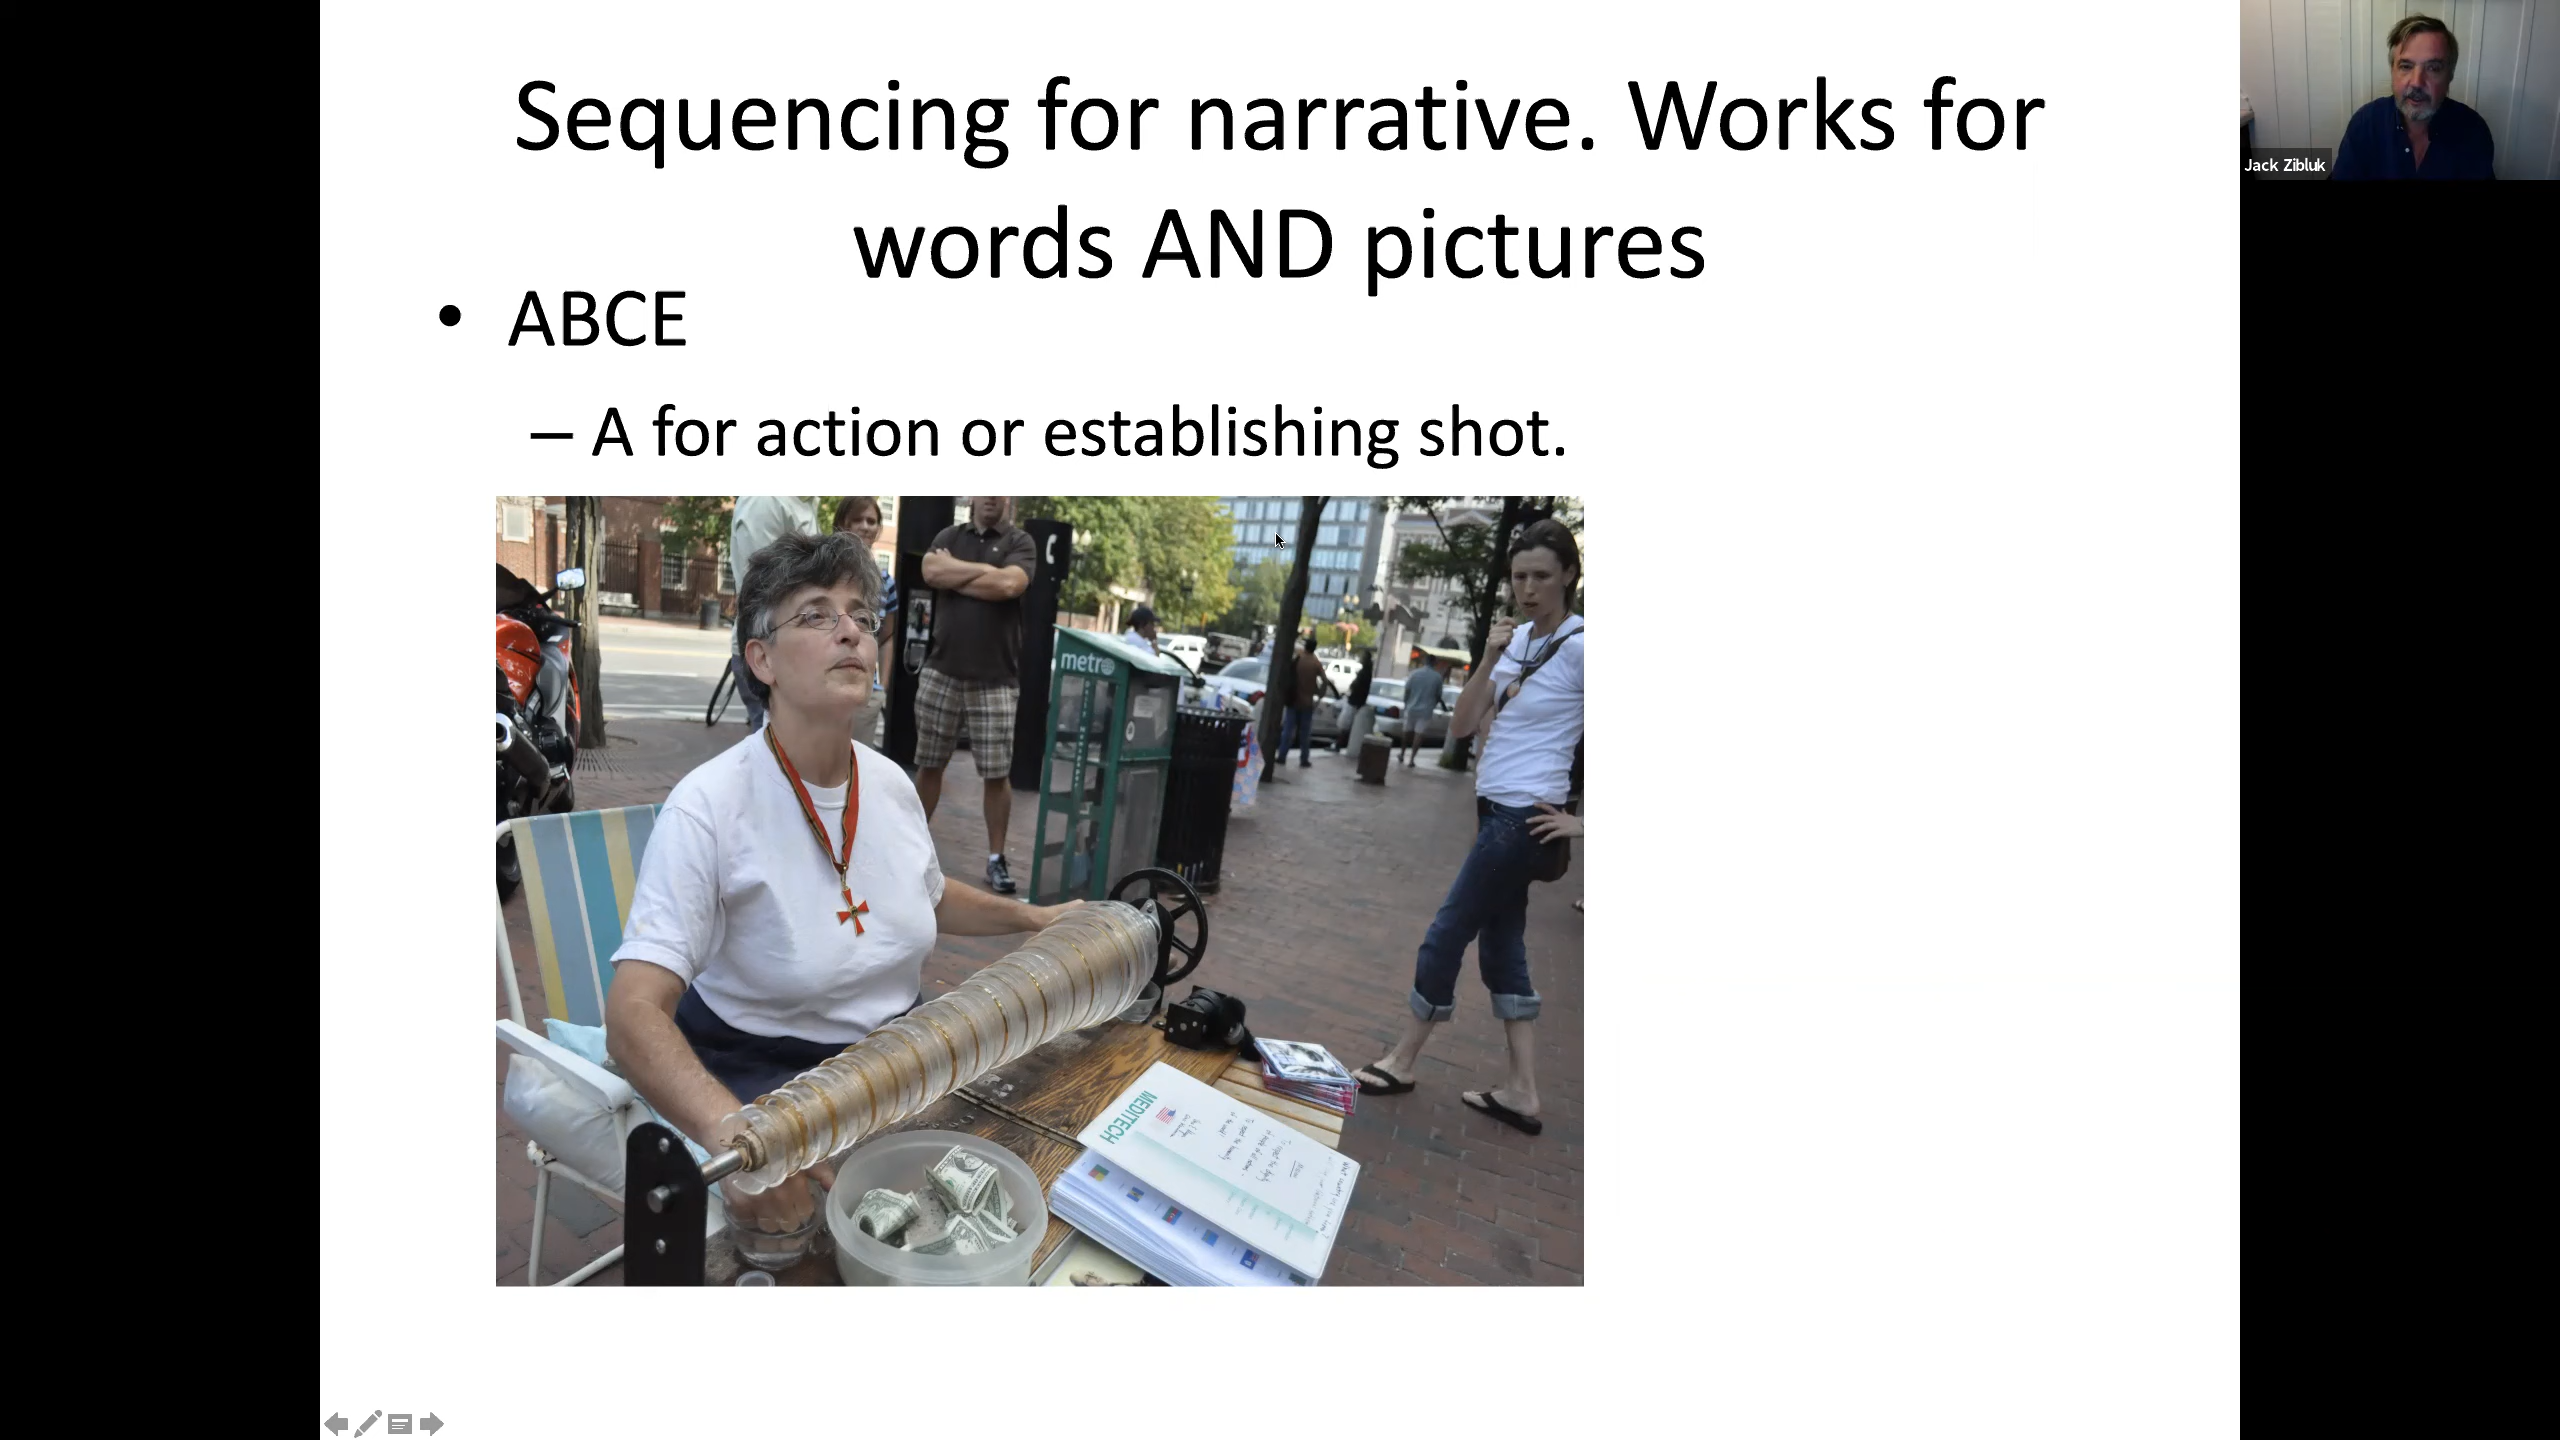 Sequencing for narrative. Works for
words AND pictures
• ABCE
– A for action or establishing shot.
Jack Zibluk
metro
MEDITECH